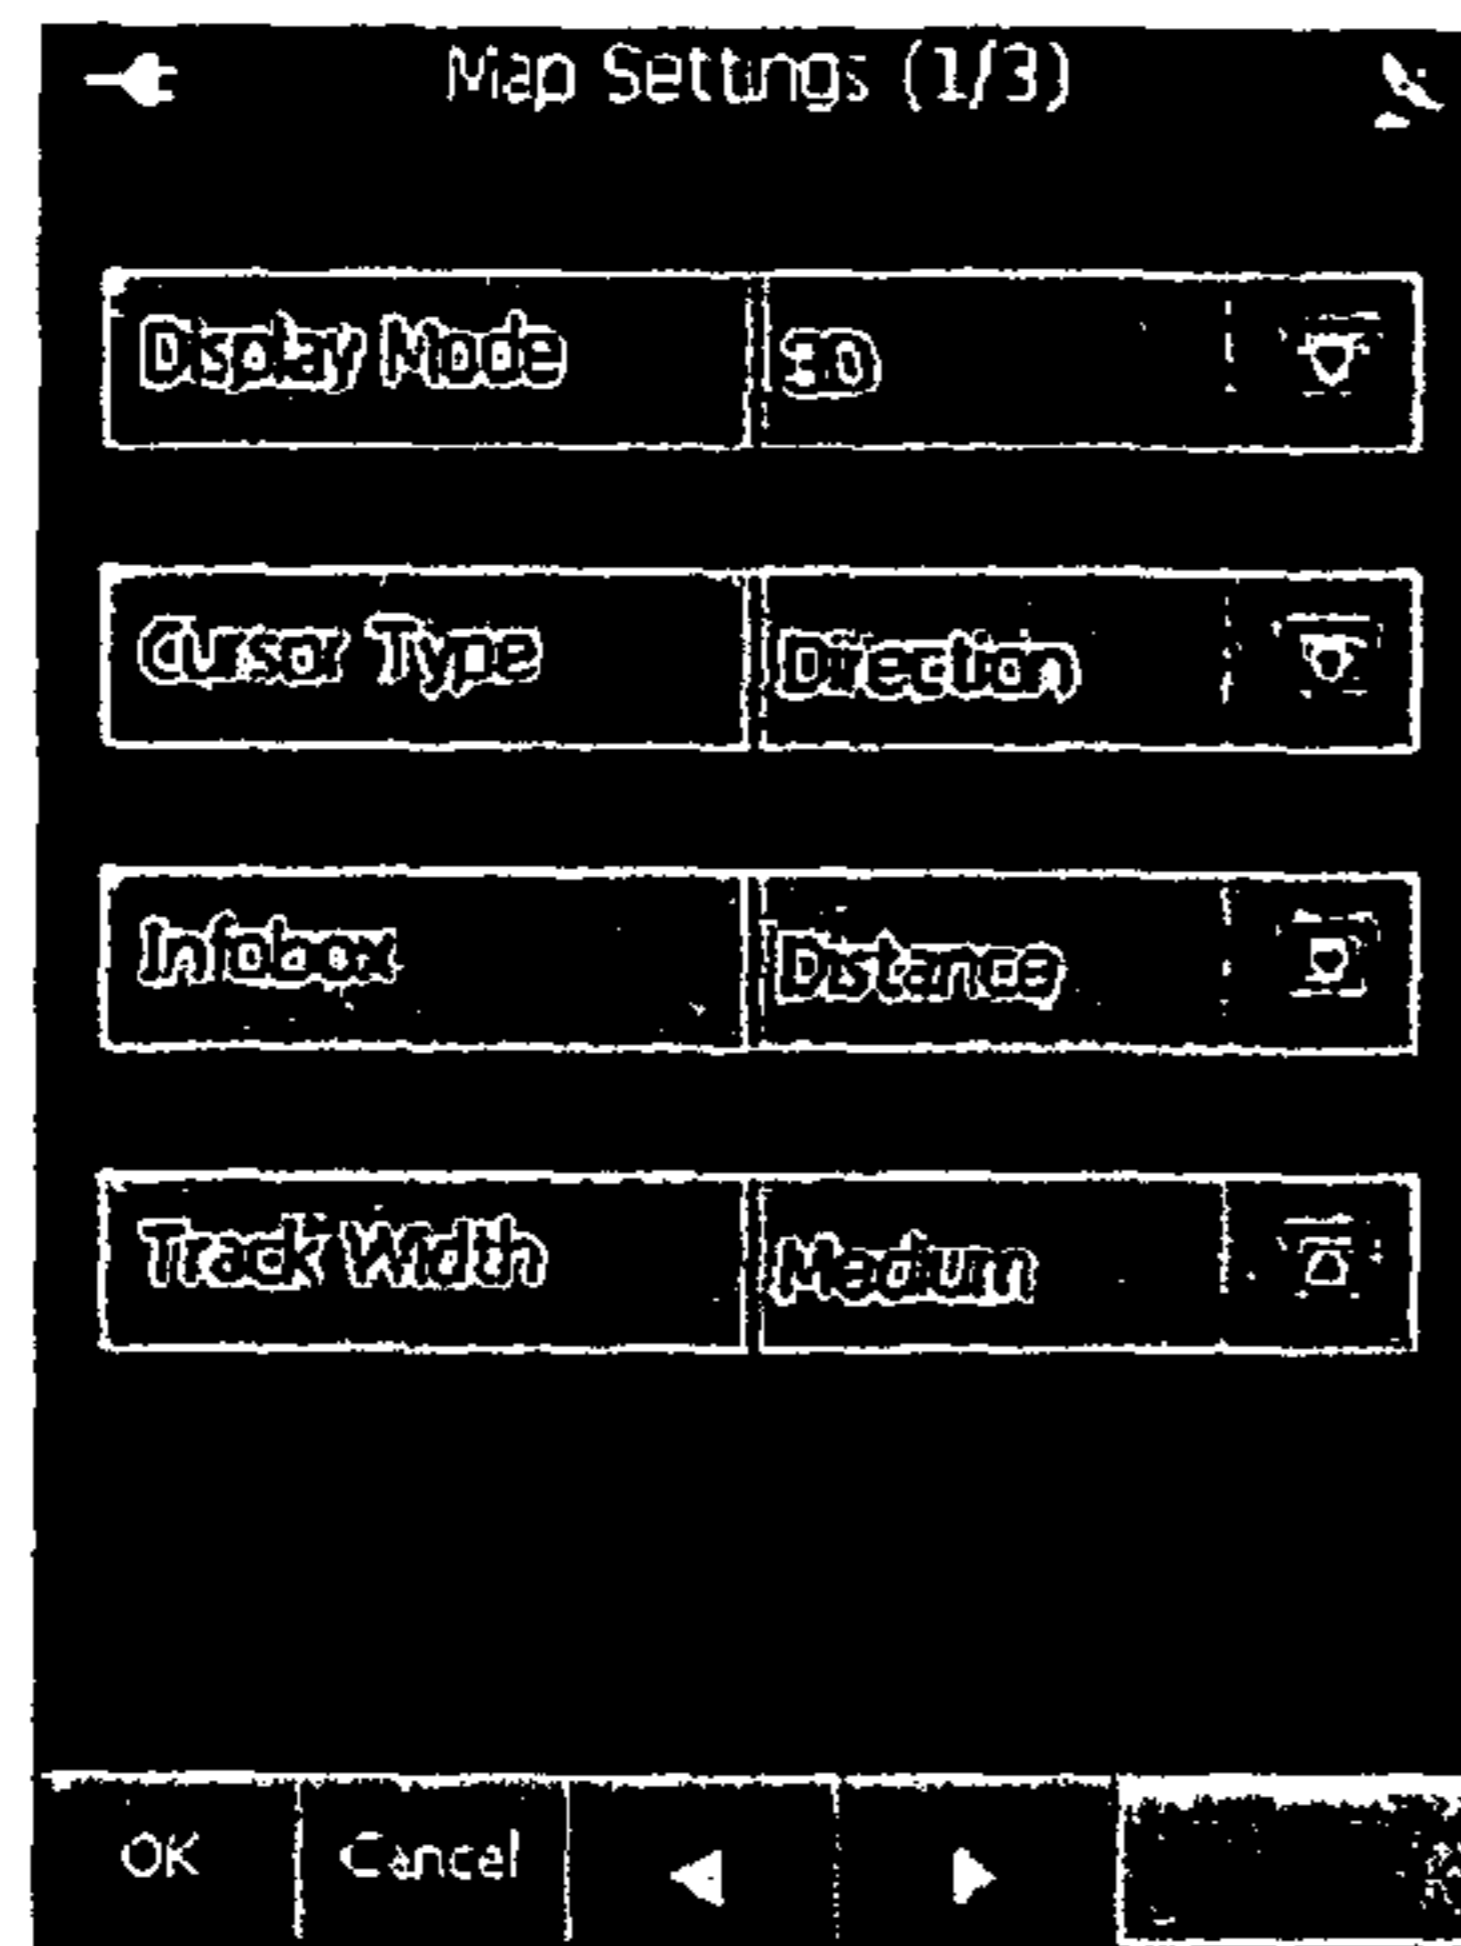 Map Settings (1/3)
Display Mode 3D
Cursor Type Direction
Infobox Distance
Track Width Medium
OK Cancel